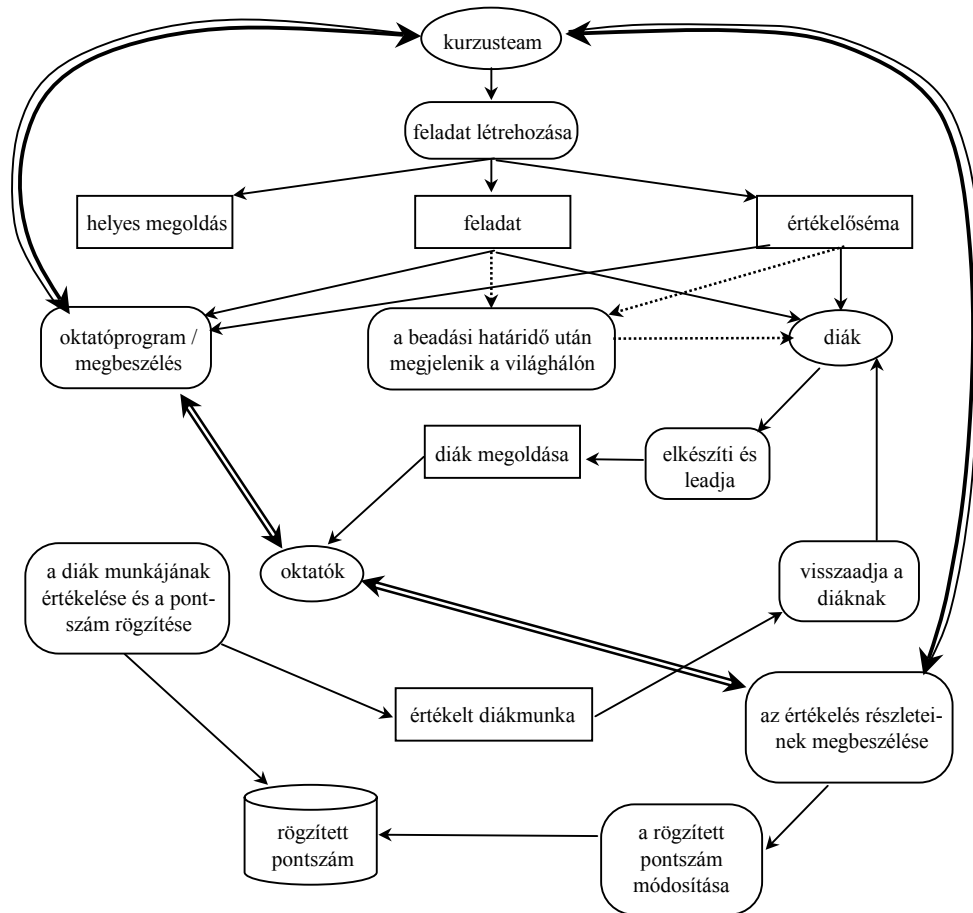 kurzusteam
feladat létrehozása
helyes megoldás
feladat
értékelőséma
oktatóprogram /
megbeszélés
a beadási határidő után
megjelenik a világhálón
diák
diák megoldása
elkészíti és
leadja
a diák munkájának
értékelése és a pont-
szám rögzítése
oktatók
visszaadja a
diáknak
értékelt diákmunka
az értékelés részletei-
nek megbeszélése
rögzített
pontszám
a rögzített
pontszám
módosítása